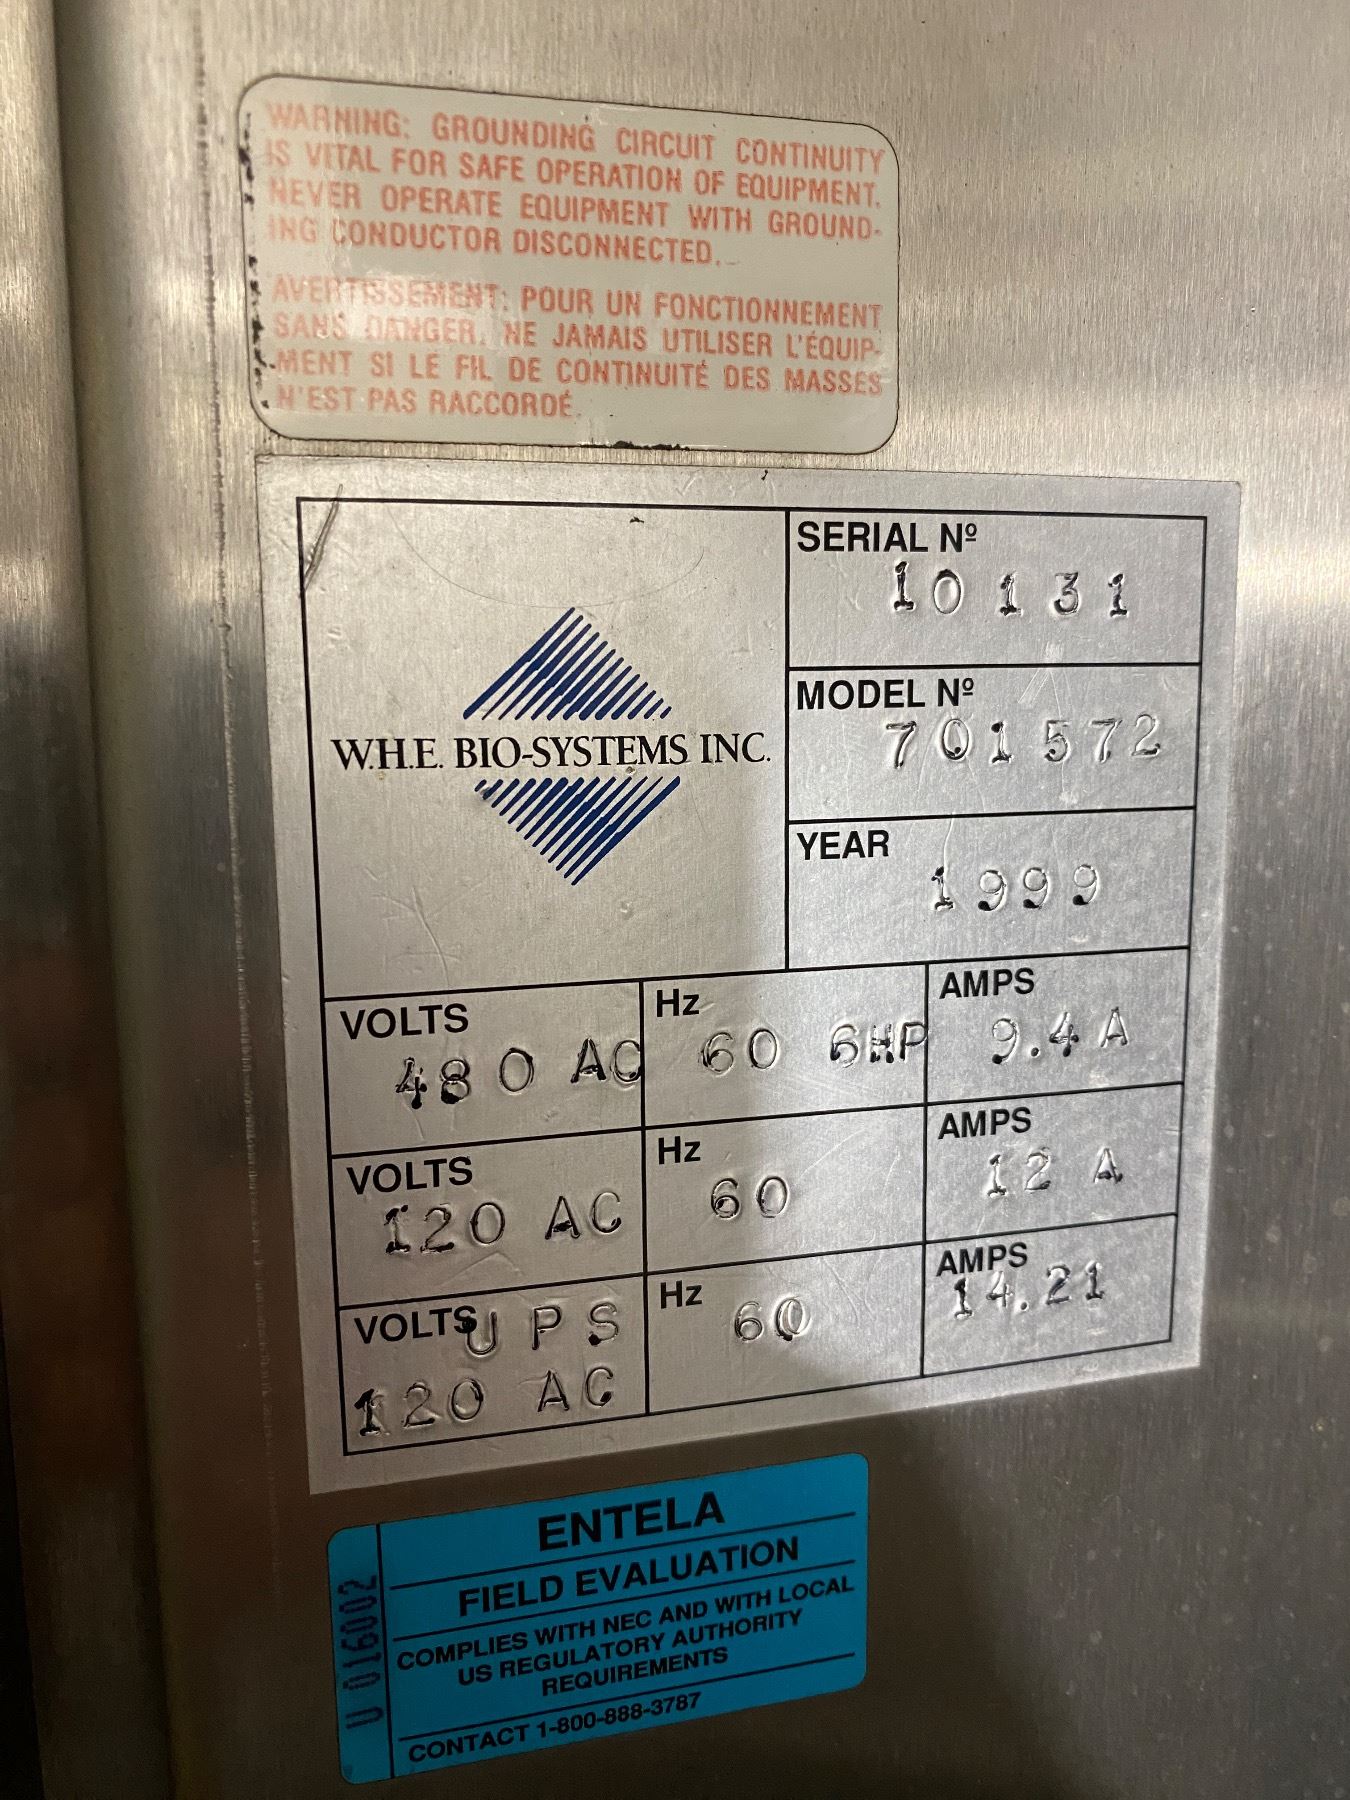 WARNING: GROUNDING CIRCUIT CONTINUITY
IS VITAL FOR SAFE OPERATION OF EQUIPMENT.
NEVER OPERATE EQUIPMENT WITH GROUND-
ING CONDUCTOR DISCONNECTED.
AVERTISSEMENT: POUR UN FONCTIONNEMENT
SANS DANGER, NE JAMAIS UTILISER L'ÉQUIP-
MENT SI LE FIL DE CONTINUITÉ DES MASSES
N'EST PAS RACCORDÉ.
W.H.E. BIO-SYSTEMS INC.
SERIAL Nº
10131
MODEL Nº
701572
YEAR
1999
VOLTS
480 AC
Hz
60 6HP
AMPS
9.4 A
VOLTS
120 AC
Hz
60
AMPS
12 A
VOLTS UPS
120 AC
Hz
60
AMPS
14.21
U 016002
ENTELA
FIELD EVALUATION
COMPLIES WITH NEC AND WITH LOCAL
US REGULATORY AUTHORITY
REQUIREMENTS
CONTACT 1-800-888-3787